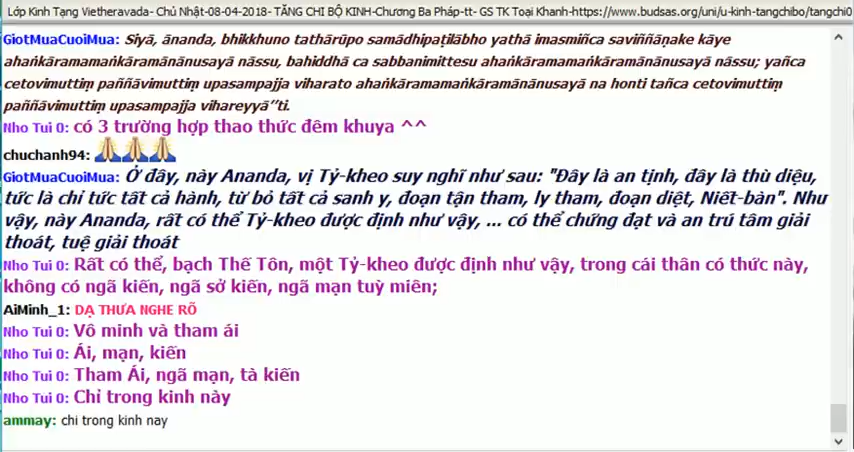 Lớp Kinh Tạng Vietheravada- Chủ Nhật-08-04-2018- TĂNG CHI BỘ KINH-Chương Ba Pháp-tt- GS TK Toại Khanh-https://www.budsas.org/uni/u-kinh-tangchibo/tangchi0
GiotMuaCuoiMua: Siyā, ānanda, bhikkhuno tathārūpo samādhipaṭilābho yathā imasmiñca saviññāṇake kāye
ahaṅkāramamaṅkāramānānusayā nāssu, bahiddhā ca sabbanimittesu ahaṅkāramamaṅkāramānānusayā nāssu; yañca
cetovimuttiṃ paññāvimuttiṃ upasampajja viharato ahaṅkāramamaṅkāramānānusayā na honti tañca cetovimuttiṃ
paññāvimuttiṃ upasampajja vihareyyā’’ti.
Nho Tui 0: có 3 trường hợp thao thức đêm khuya ^^
chuchanh94: 🙏🙏🙏
GiotMuaCuoiMua: Ở đây, này Ananda, vị Tỷ-kheo suy nghĩ như sau: "Đây là an tịnh, đây là thù diệu,
tức là chỉ tức tất cả hành, từ bỏ tất cả sanh y, đoạn tận tham, ly tham, đoạn diệt, Niết-bàn". Như
vậy, này Ananda, rất có thể Tỷ-kheo được định như vậy, ... có thể chứng đạt và an trú tâm giải
thoát, tuệ giải thoát
Nho Tui 0: Rất có thể, bạch Thế Tôn, một Tỷ-kheo được định như vậy, trong cái thân có thức này,
không có ngã kiến, ngã sở kiến, ngã mạn tuỳ miên;
AiMinh_1: DẠ THƯA NGHE RÕ
Nho Tui 0: Vô minh và tham ái
Nho Tui 0: Ái, mạn, kiến
Nho Tui 0: Tham Ái, ngã mạn, tà kiến
Nho Tui 0: Chỉ trong kinh này
ammay: chi trong kinh nay